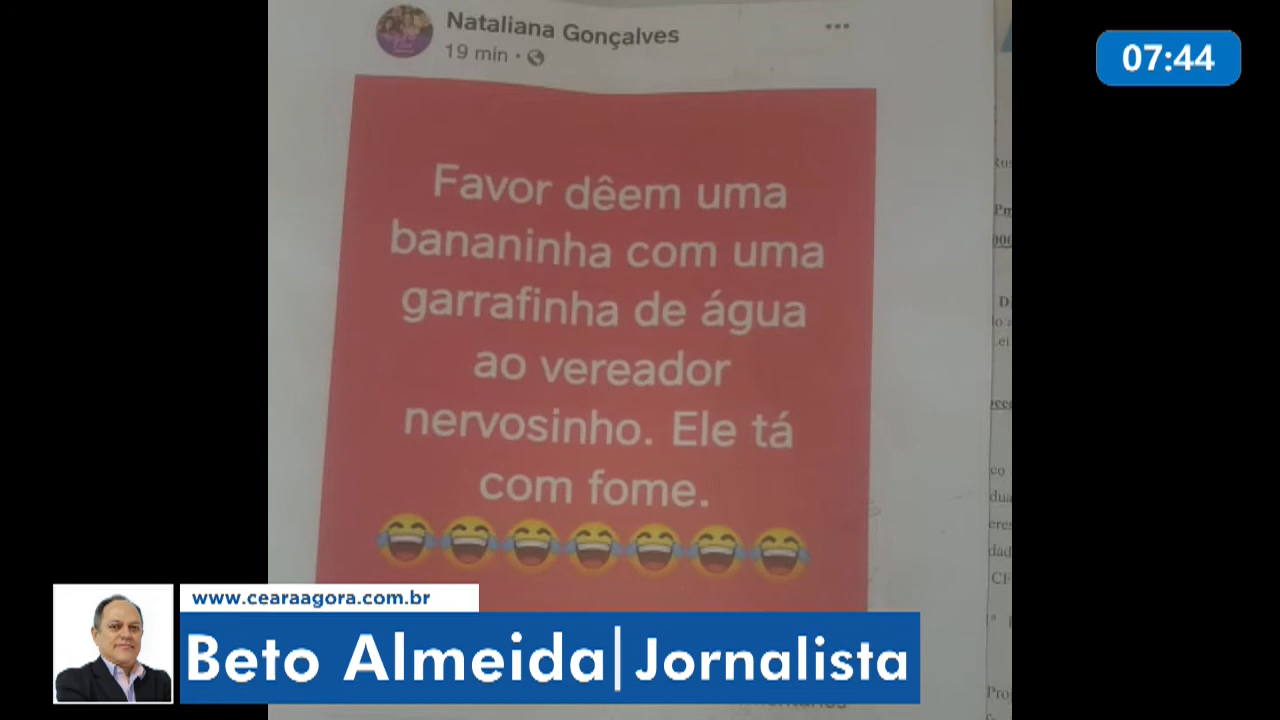 Nataliana Gonçalves
19 min
07:44
Favor dêem uma
bananinha com uma
garrafinha de água
ao vereador
nervosinho. Ele tá
com fome.
www.cearaagora.com.br
Beto Almeida|Jornalista